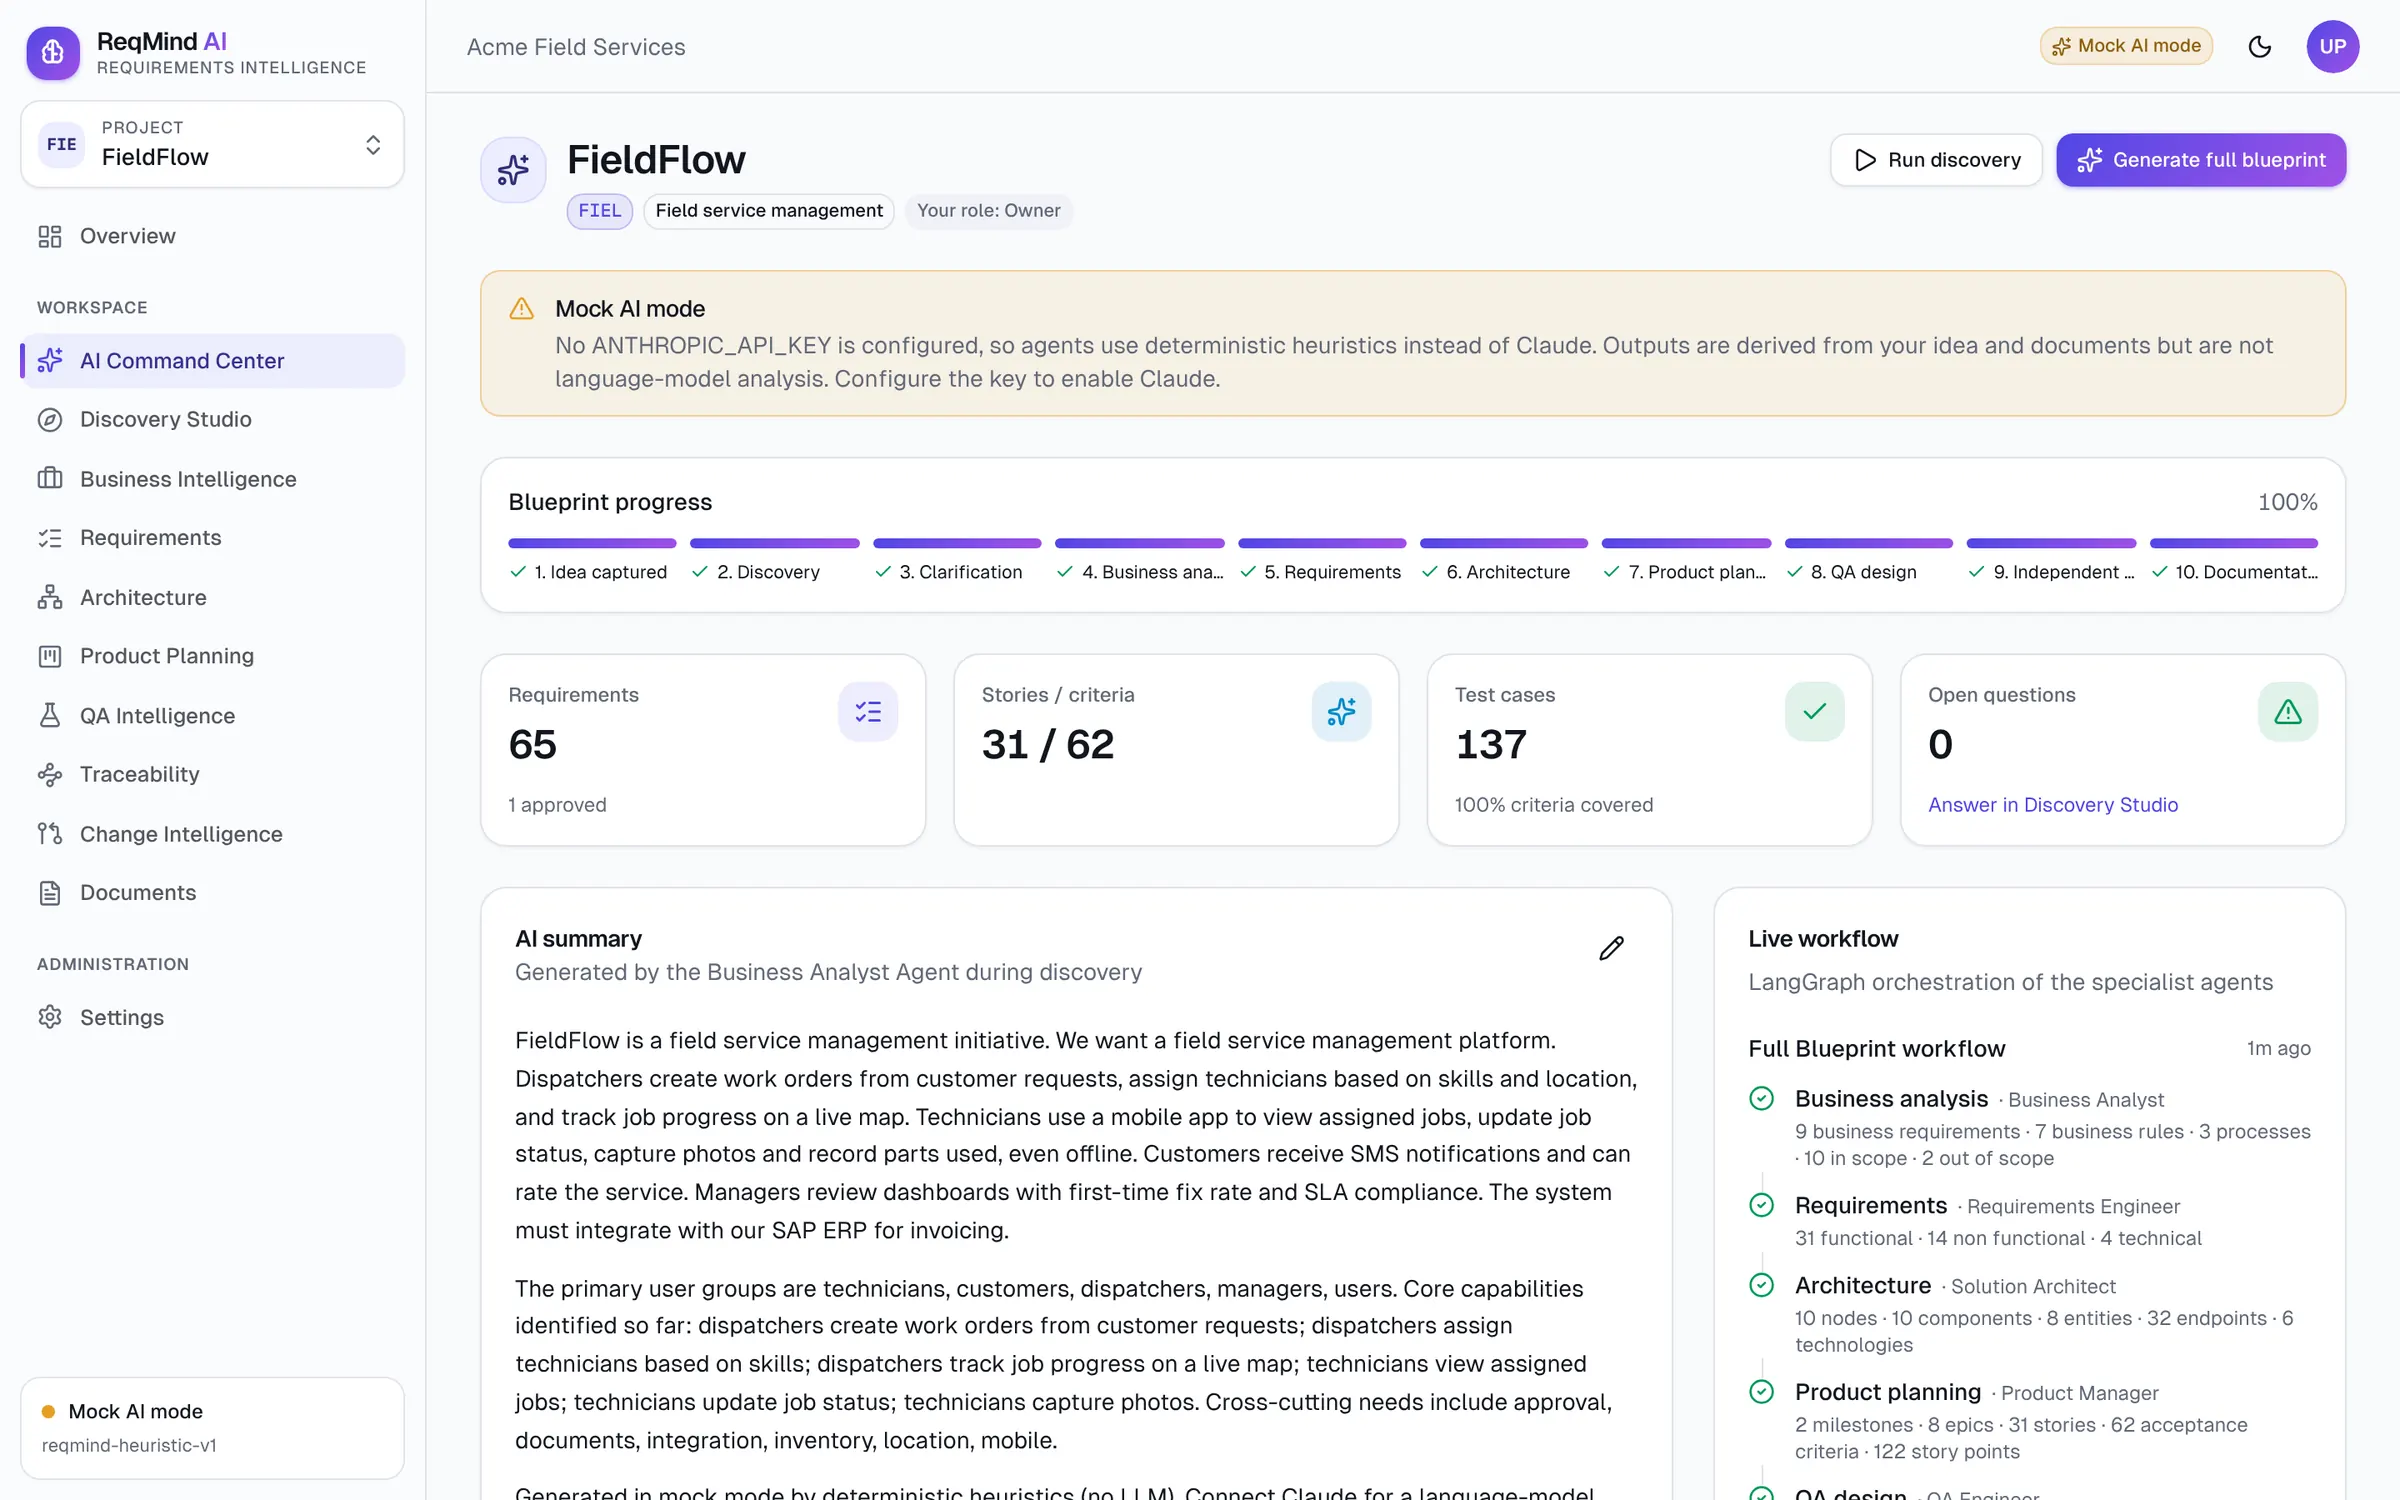 ReqMind AI
REQUIREMENTS INTELLIGENCE
FIE
PROJECT
FieldFlow
Overview
WORKSPACE
AI Command Center
Discovery Studio
Business Intelligence
Requirements
Architecture
Product Planning
QA Intelligence
Traceability
Change Intelligence
Documents
ADMINISTRATION
Settings
Mock AI mode
reqmind-heuristic-v1
Acme Field Services
Mock AI mode
UP
FieldFlow
FIEL
Field service management
Your role: Owner
Run discovery
Generate full blueprint
Mock AI mode
No ANTHROPIC_API_KEY is configured, so agents use deterministic heuristics instead of Claude. Outputs are derived from your idea and documents but are not
language-model analysis. Configure the key to enable Claude.
Blueprint progress
100%
1. Idea captured
2. Discovery
3. Clarification
4. Business ana...
5. Requirements
6. Architecture
7. Product plan...
8. QA design
9. Independent ...
10. Documentat...
Requirements
65
1 approved
Stories / criteria
31 / 62
Test cases
137
100% criteria covered
Open questions
0
Answer in Discovery Studio
AI summary
Generated by the Business Analyst Agent during discovery
FieldFlow is a field service management initiative. We want a field service management platform.
Dispatchers create work orders from customer requests, assign technicians based on skills and location,
and track job progress on a live map. Technicians use a mobile app to view assigned jobs, update job
status, capture photos and record parts used, even offline. Customers receive SMS notifications and can
rate the service. Managers review dashboards with first-time fix rate and SLA compliance. The system
must integrate with our SAP ERP for invoicing.
The primary user groups are technicians, customers, dispatchers, managers, users. Core capabilities
identified so far: dispatchers create work orders from customer requests; dispatchers assign
technicians based on skills; dispatchers track job progress on a live map; technicians view assigned
jobs; technicians update job status; technicians capture photos. Cross-cutting needs include approval,
documents, integration, inventory, location, mobile.
Generated in mock mode by deterministic heuristics (no LLM). Connect Claude for a language-model
Live workflow
LangGraph orchestration of the specialist agents
Full Blueprint workflow
1m ago
Business analysis · Business Analyst
9 business requirements · 7 business rules · 3 processes
· 10 in scope · 2 out of scope
Requirements · Requirements Engineer
31 functional · 14 non functional · 4 technical
Architecture · Solution Architect
10 nodes · 10 components · 8 entities · 32 endpoints · 6
technologies
Product planning · Product Manager
2 milestones · 8 epics · 31 stories · 62 acceptance
criteria · 122 story points
QA design · QA Engineer